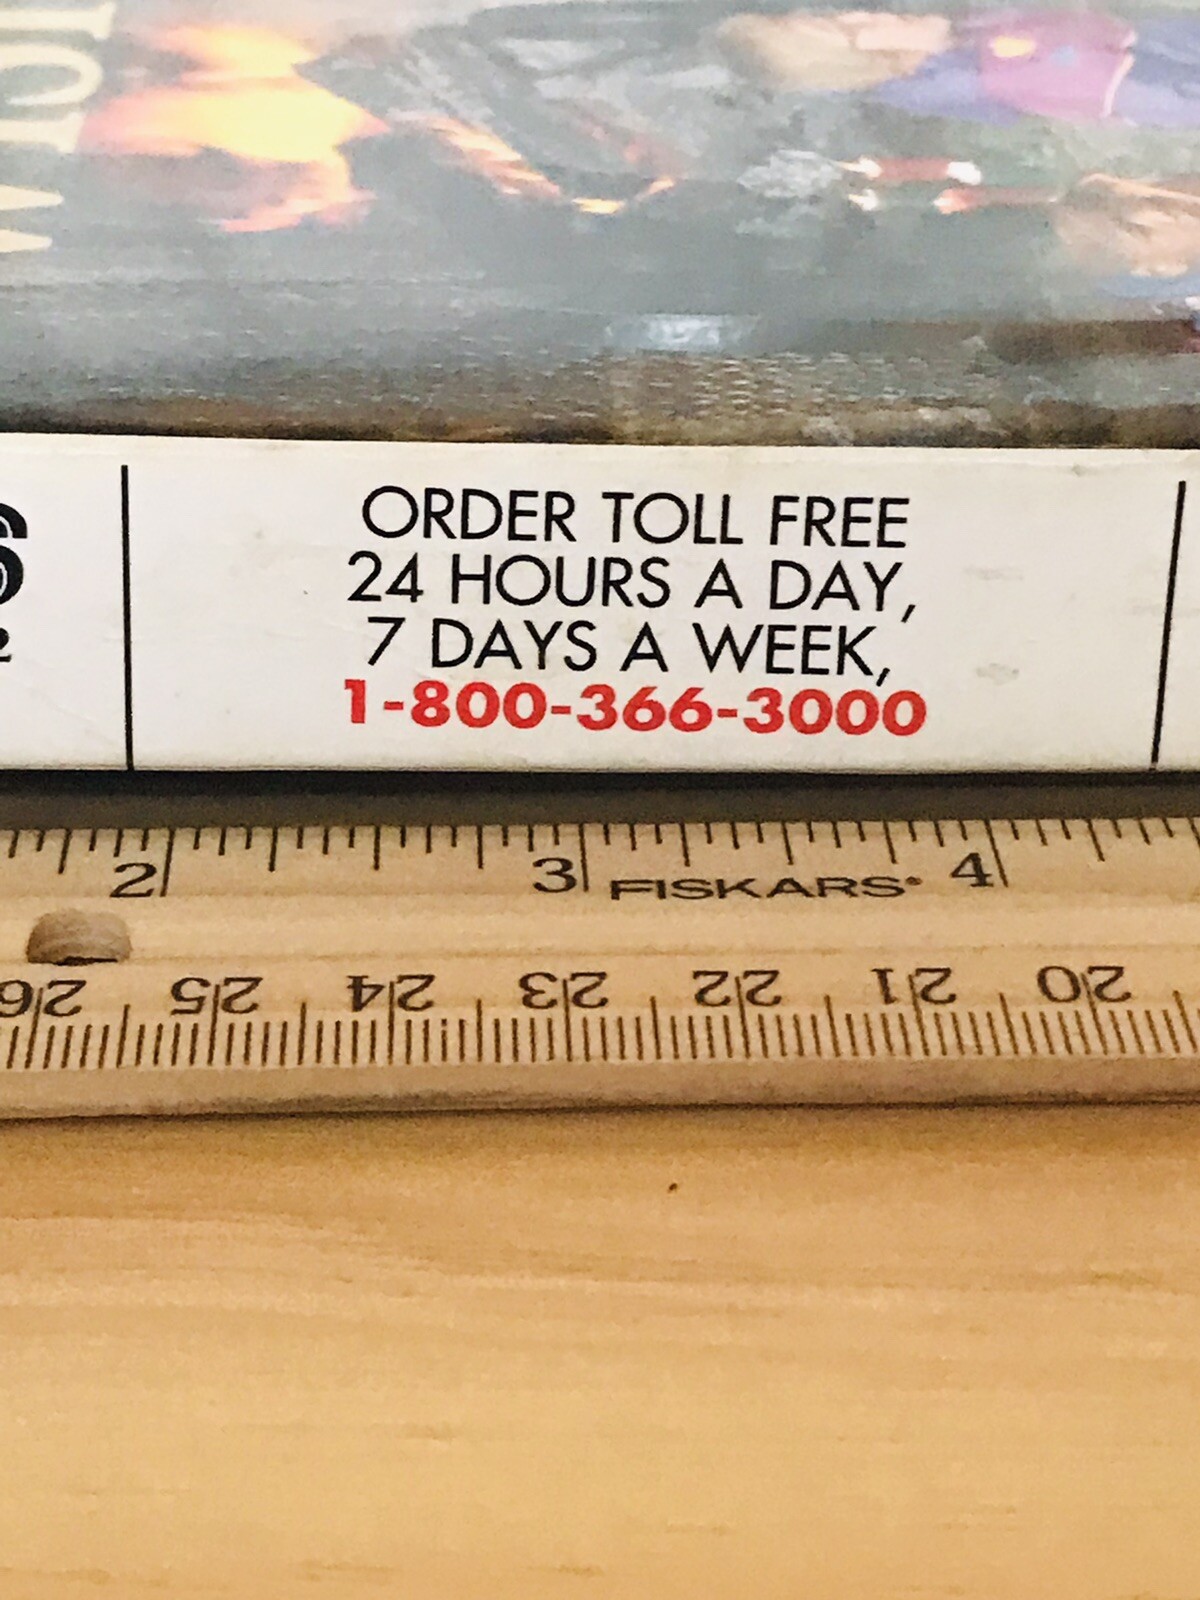 ORDER TOLL FREE
24 HOURS A DAY,
7 DAYS A WEEK,
1-800-366-3000
2 3 FISKARS® 4
26 25 24 23 22 21 20